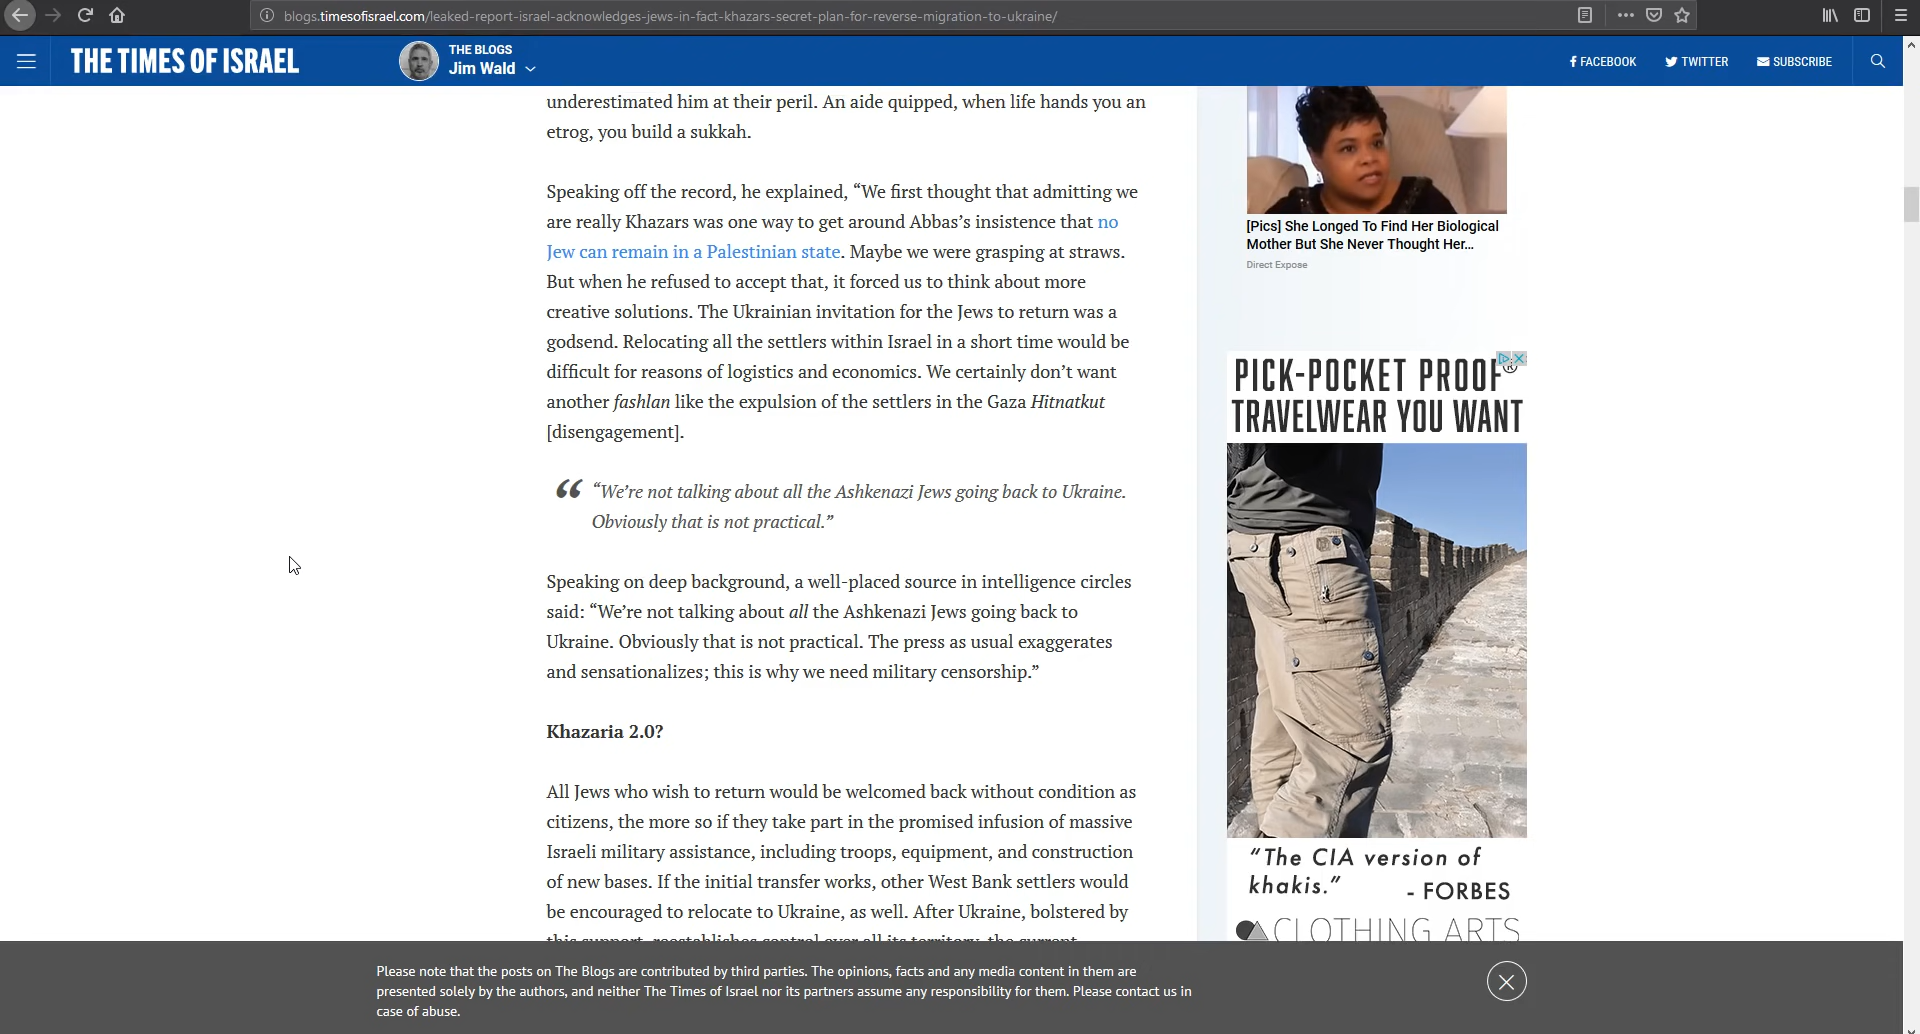 blogs.timesofisrael.com/leaked-report-israel-acknowledges-jews-in-fact-khazars-secret-plan-for-reverse-migration-to-ukraine/
THE TIMES OF ISRAEL
THE BLOGS
Jim Wald
FACEBOOK
TWITTER
SUBSCRIBE
underestimated him at their peril. An aide quipped, when life hands you an
etrog, you build a sukkah.
Speaking off the record, he explained, “We first thought that admitting we
are really Khazars was one way to get around Abbas’s insistence that no
Jew can remain in a Palestinian state. Maybe we were grasping at straws.
But when he refused to accept that, it forced us to think about more
creative solutions. The Ukrainian invitation for the Jews to return was a
godsend. Relocating all the settlers within Israel in a short time would be
difficult for reasons of logistics and economics. We certainly don’t want
another fashlan like the expulsion of the settlers in the Gaza Hitnatkut
[disengagement].
“ “We’re not talking about all the Ashkenazi Jews going back to Ukraine.
Obviously that is not practical.”
Speaking on deep background, a well-placed source in intelligence circles
said: “We’re not talking about all the Ashkenazi Jews going back to
Ukraine. Obviously that is not practical. The press as usual exaggerates
and sensationalizes; this is why we need military censorship.”
Khazaria 2.0?
All Jews who wish to return would be welcomed back without condition as
citizens, the more so if they take part in the promised infusion of massive
Israeli military assistance, including troops, equipment, and construction
of new bases. If the initial transfer works, other West Bank settlers would
be encouraged to relocate to Ukraine, as well. After Ukraine, bolstered by
this support, reestablishes control over all its territory, the current
[Pics] She Longed To Find Her Biological
Mother But She Never Thought Her...
Direct Expose
PICK-POCKET PROOF®
TRAVELWEAR YOU WANT
“The CIA version of
khakis.” - FORBES
CLOTHING ARTS
Please note that the posts on The Blogs are contributed by third parties. The opinions, facts and any media content in them are
presented solely by the authors, and neither The Times of Israel nor its partners assume any responsibility for them. Please contact us in
case of abuse.